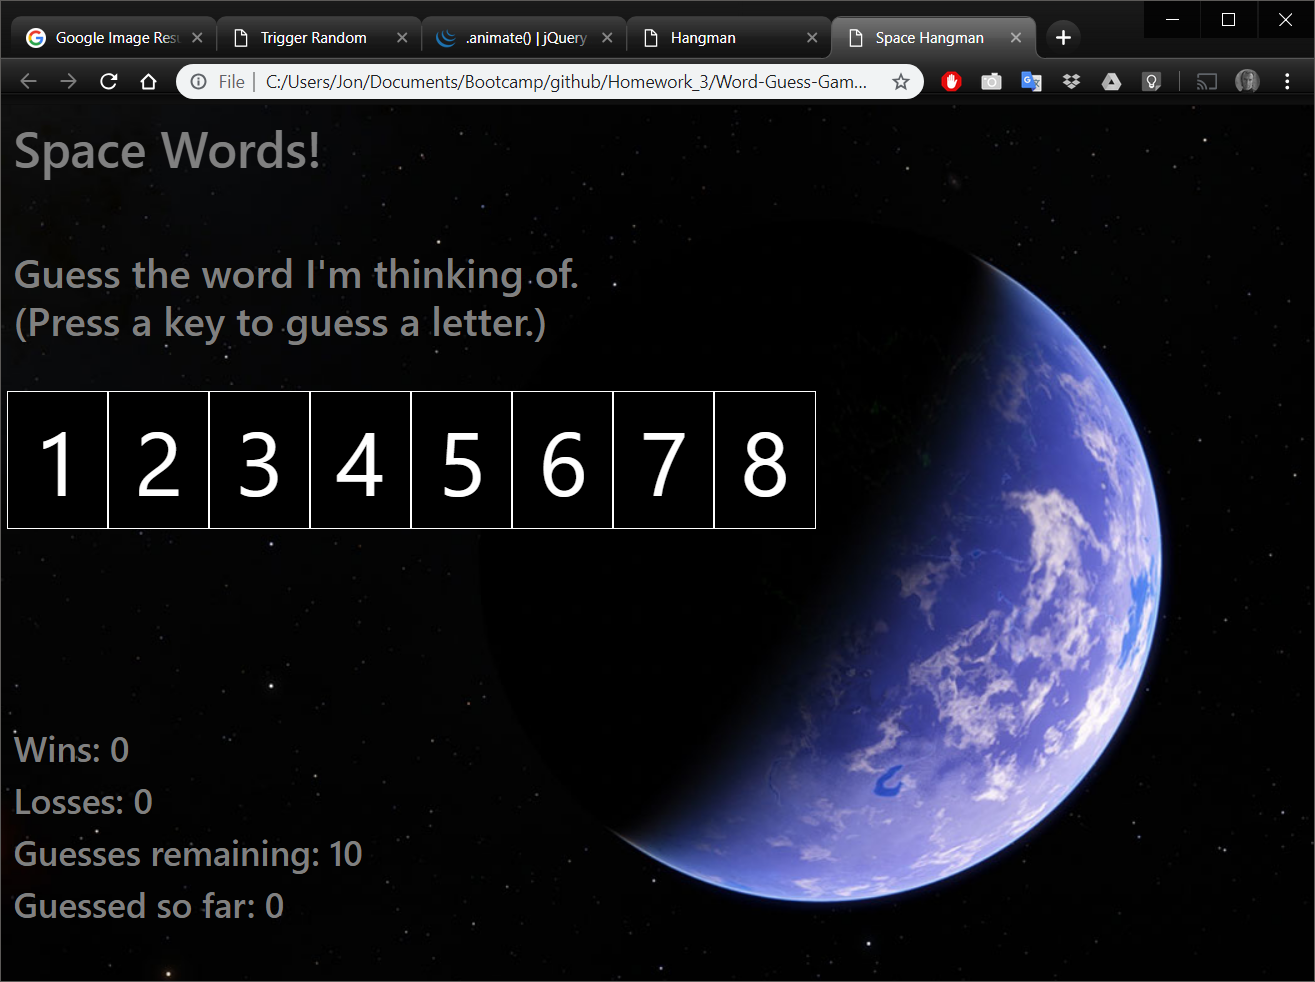 Google Image Resu
Trigger Random
.animate() | jQuery
Hangman
Space Hangman
File | C:/Users/Jon/Documents/Bootcamp/github/Homework_3/Word-Guess-Gam...
Space Words!
Guess the word I'm thinking of.
(Press a key to guess a letter.)
1 2 3 4 5 6 7 8
Wins: 0
Losses: 0
Guesses remaining: 10
Guessed so far: 0